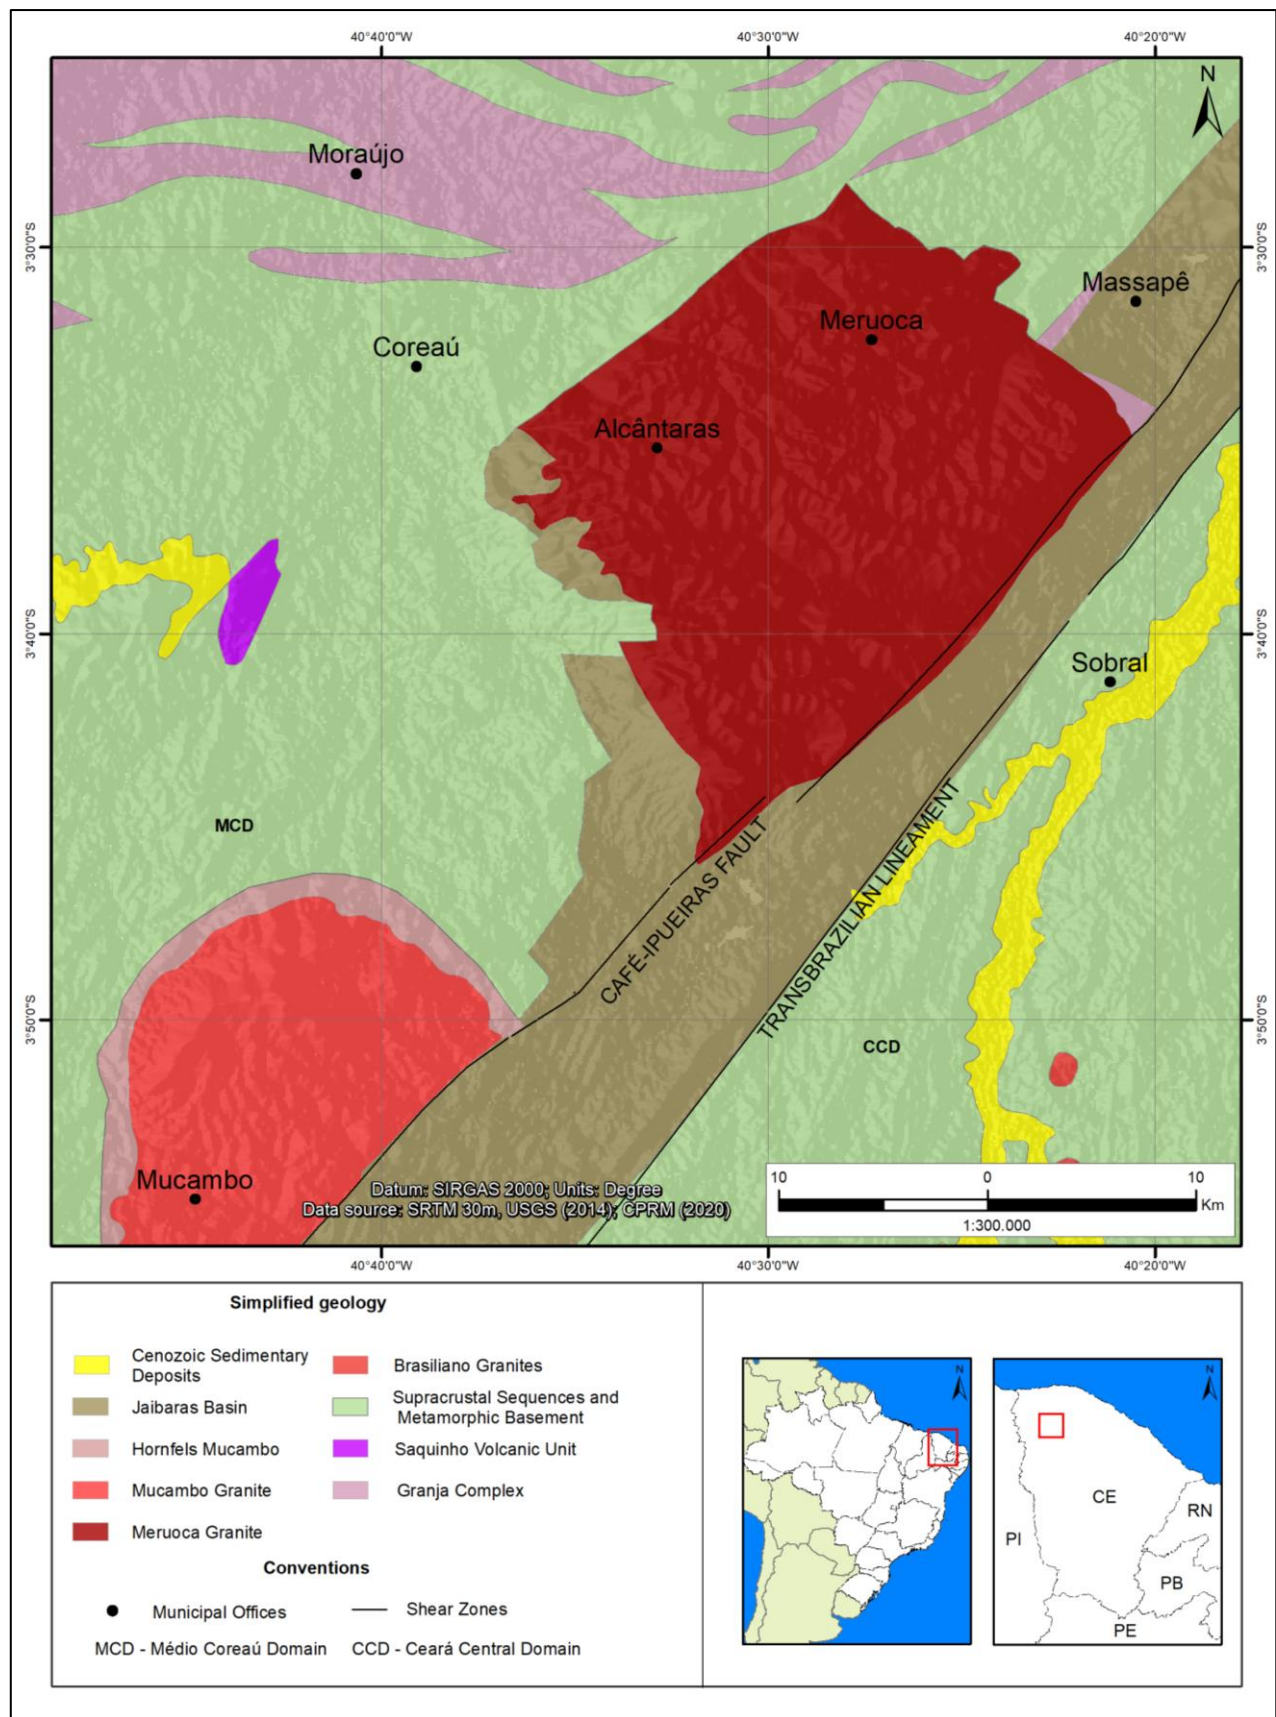 40°40'0"W
40°30'0"W
40°20'0"W
N
Moraújo
3°30'0"S
3°30'0"S
Massapê
Meruoca
Coreaú
Alcântaras
3°40'0"S
3°40'0"S
Sobral
MCD
CAFÉ-IPUEIRAS FAULT
TRANSBRAZILIAN LINEAMENT
3°50'0"S
3°50'0"S
CCD
Mucambo
Datum: SIRGAS 2000; Units: Degree
Data source: SRTM 30m, USGS (2014); CPRM (2020)
10
0
10
Km
1:300.000
40°40'0"W
40°30'0"W
40°20'0"W
Simplified geology
Cenozoic Sedimentary
Deposits
Jaibaras Basin
Hornfels Mucambo
Mucambo Granite
Meruoca Granite
Brasiliano Granites
Supracrustal Sequences and
Metamorphic Basement
Saquinho Volcanic Unit
Granja Complex
Conventions
Municipal Offices
Shear Zones
MCD - Médio Coreaú Domain
CCD - Ceará Central Domain
N
N
CE
RN
PI
PB
PE